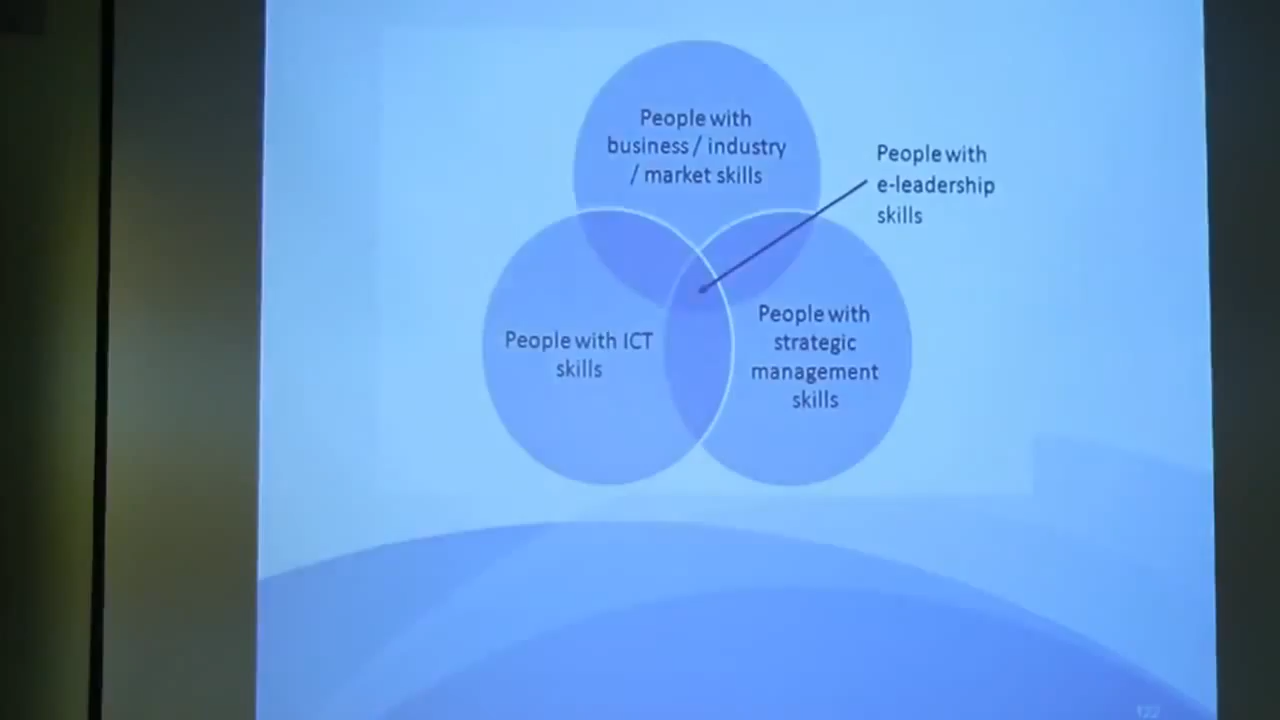 People with
business / industry
/ market skills
People with
e-leadership
skills
People with ICT
skills
People with
strategic
management
skills